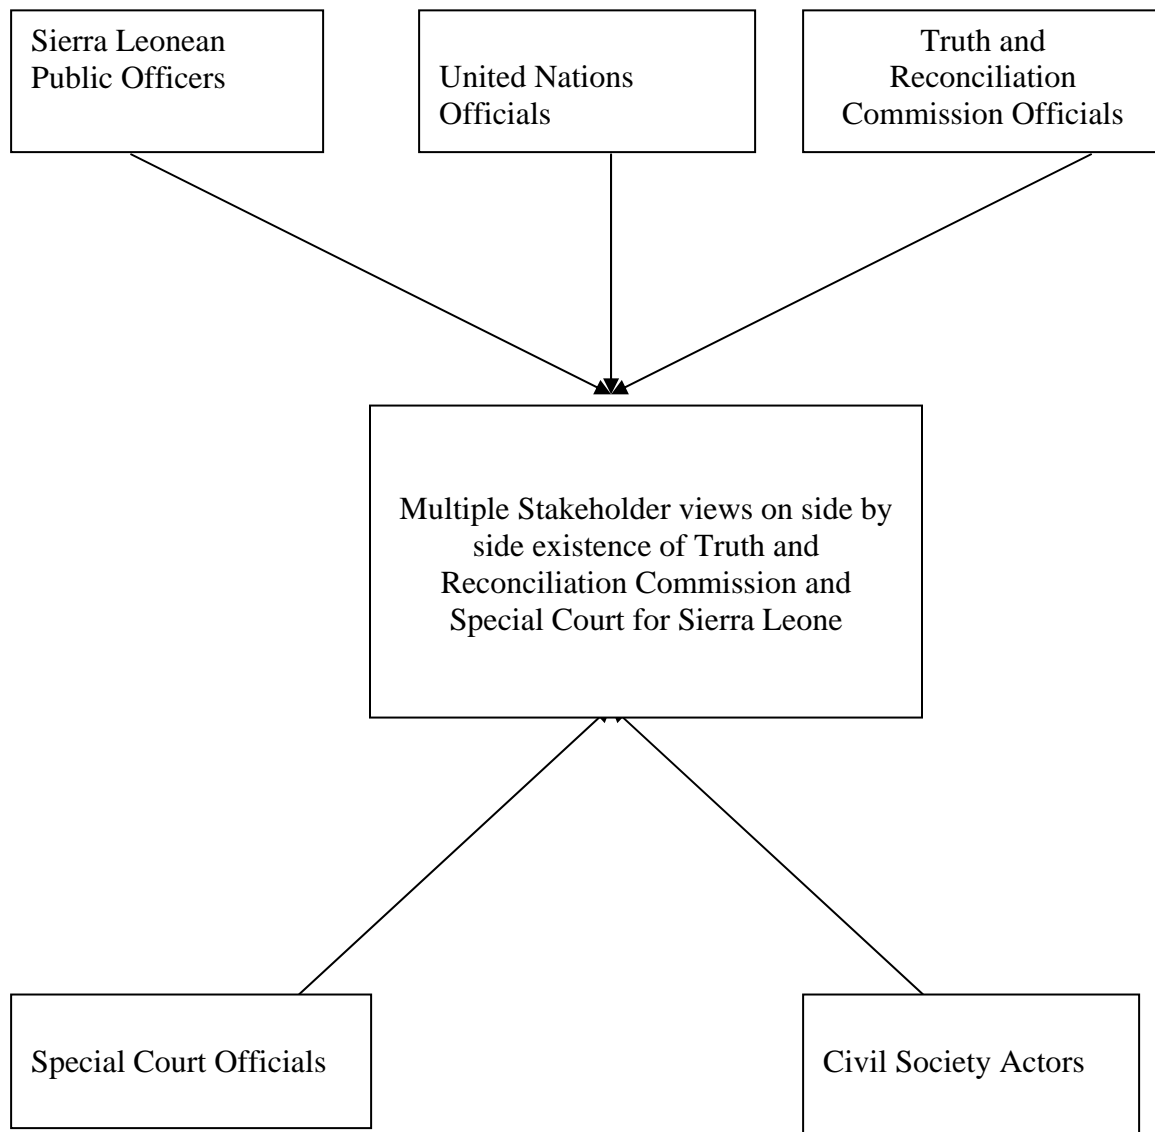 Sierra Leonean
Public Officers
United Nations
Officials
Truth and
Reconciliation
Commission Officials
Multiple Stakeholder views on side by
side existence of Truth and
Reconciliation Commission and
Special Court for Sierra Leone
Special Court Officials
Civil Society Actors